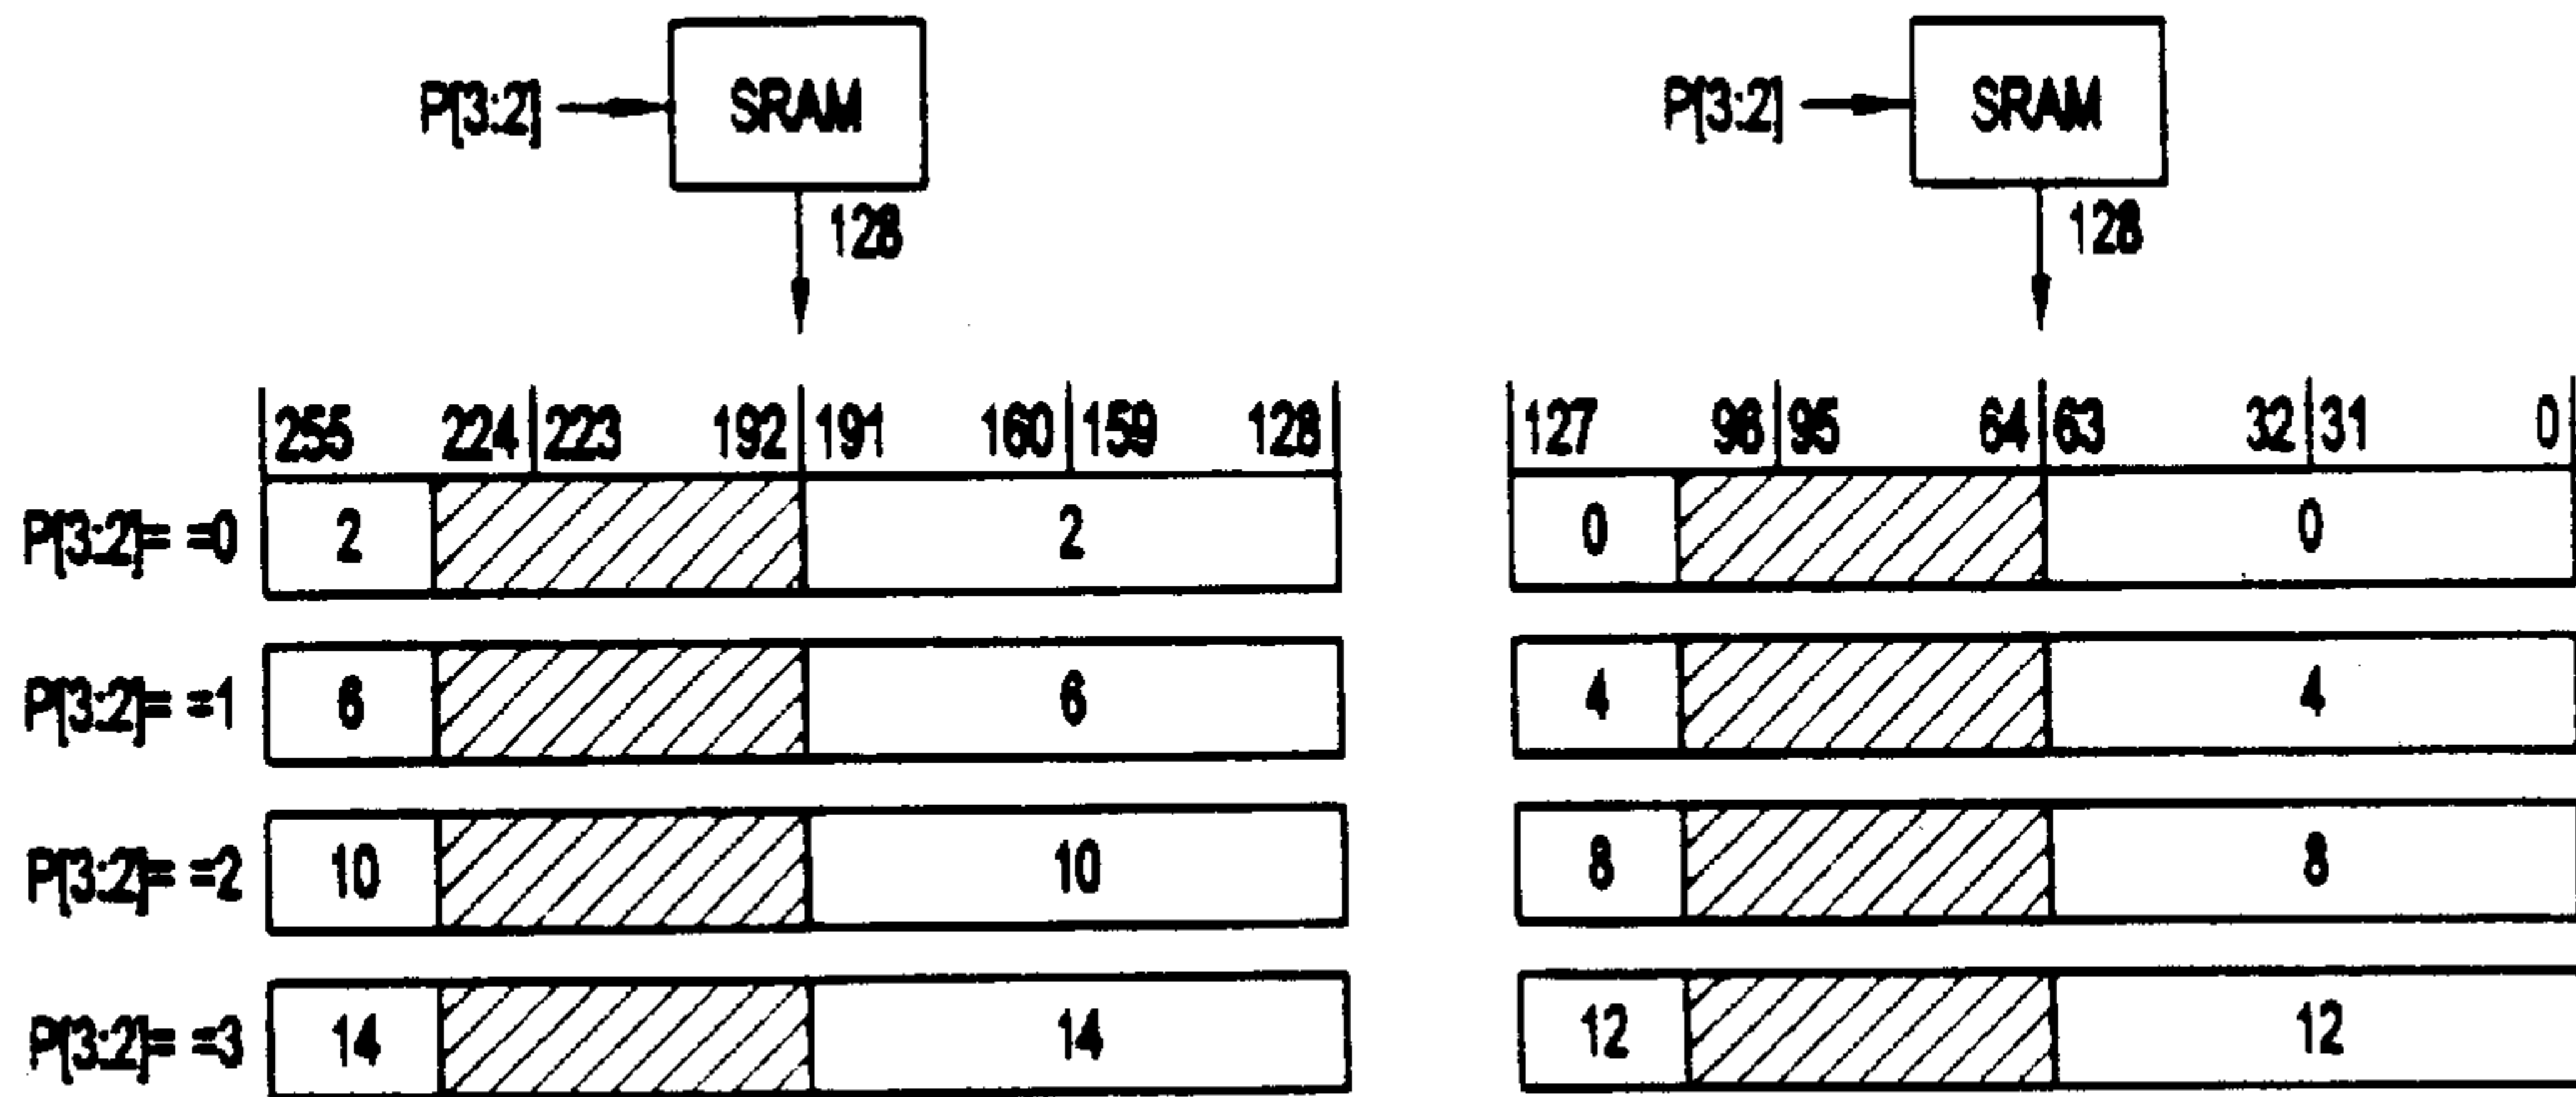 P[3:2] SRAM P[3:2] SRAM
128 128
255 224 223 192 191 160 159 128 127 96 95 64 63 32 31 0
P[3:2]= =0 2 2 0 0
P[3:2]= =1 6 6 4 4
P[3:2]= =2 10 10 8 8
P[3:2]= =3 14 14 12 12